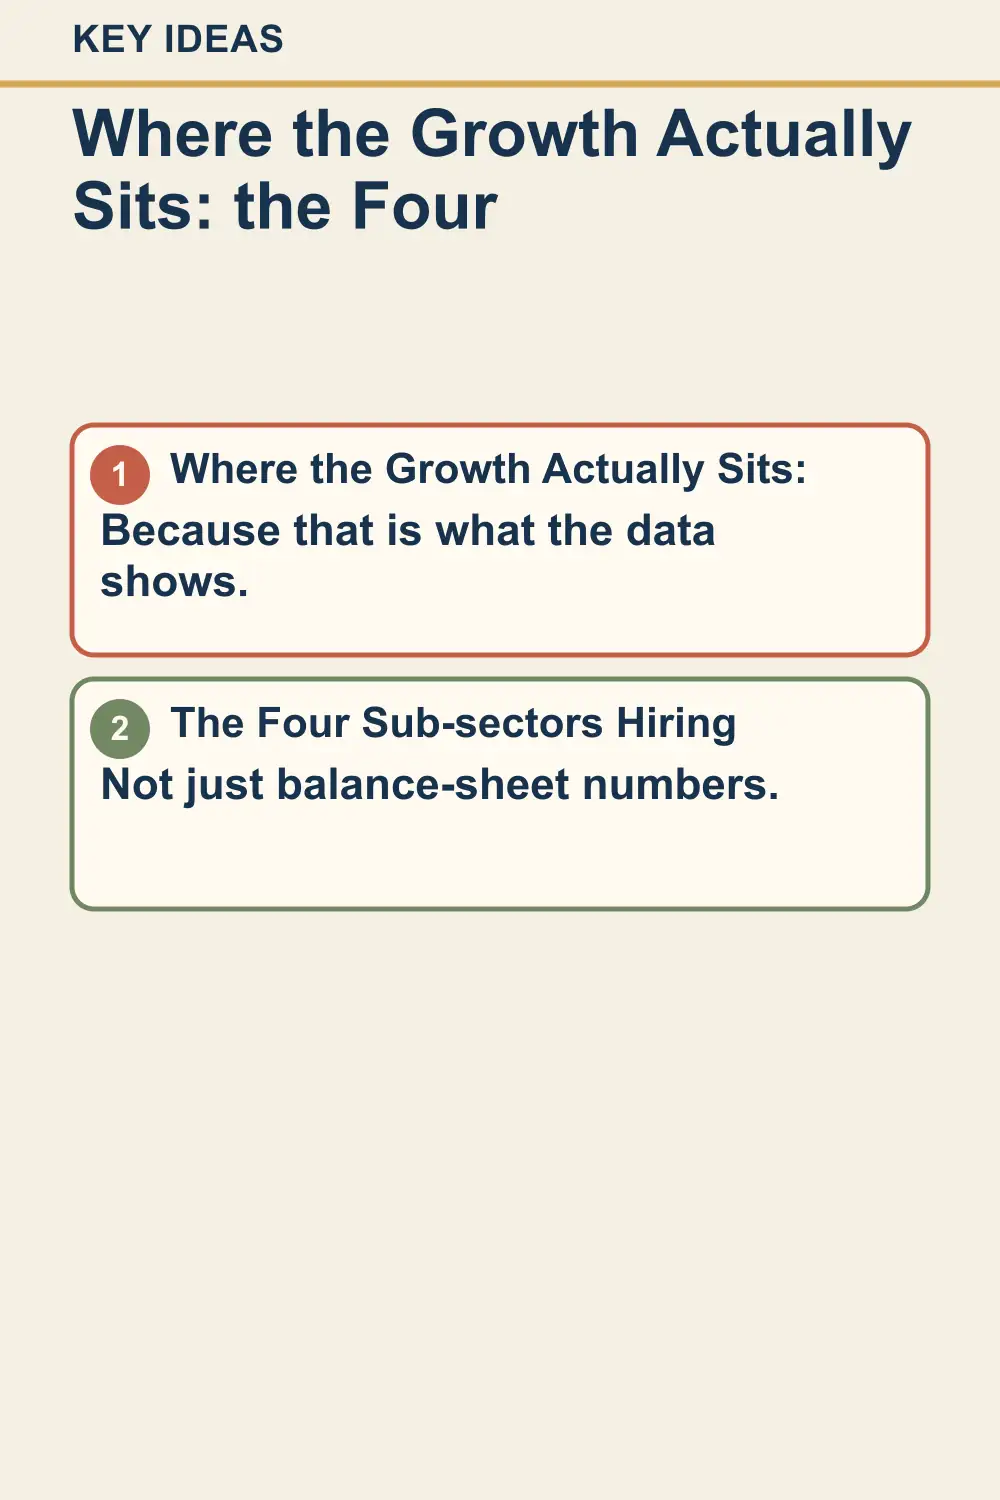 KEY IDEAS
Where the Growth Actually
Sits: the Four
1 Where the Growth Actually Sits:
Because that is what the data
shows.
2 The Four Sub-sectors Hiring
Not just balance-sheet numbers.